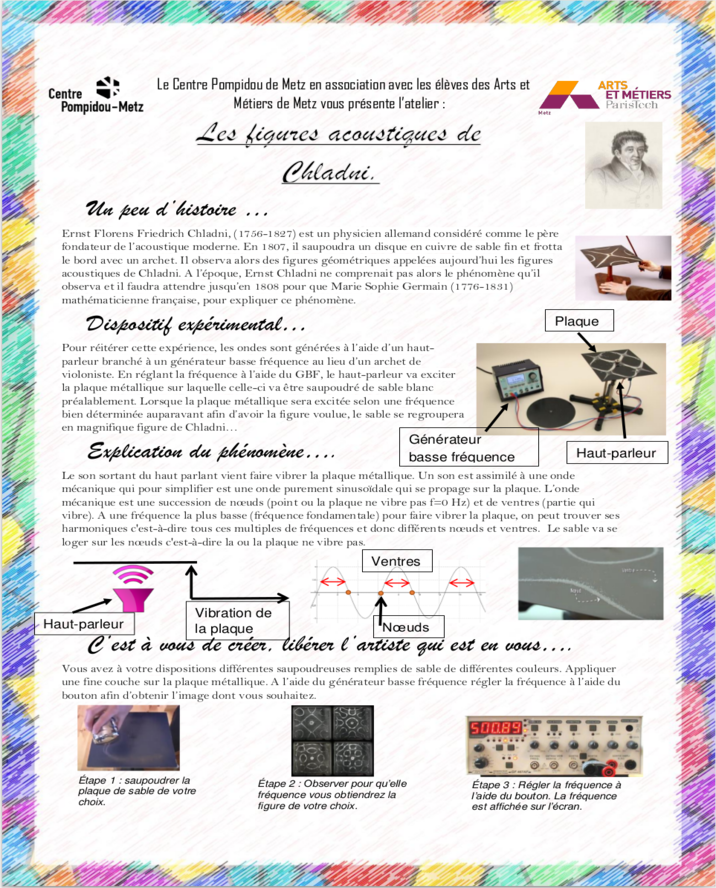 Centre
Pompidou-Metz
Le Centre Pompidou de Metz en association avec les élèves des Arts et
Métiers de Metz vous présente l'atelier :
ARTS
ET MÉTIERS
ParisTech
Metz
Les figures acoustiques de
Chladni.
Un peu d'histoire ...
Ernst Florens Friedrich Chladni, (1756-1827) est un physicien allemand considéré comme le père
fondateur de l'acoustique moderne. En 1807, il saupoudra un disque en cuivre de sable fin et frotta
le bord avec un archet. Il observa alors des figures géométriques appelées aujourd'hui les figures
acoustiques de Chladni. A l'époque, Ernst Chladni ne comprenait pas alors le phénomène qu'il
observa et il faudra attendre jusqu'en 1808 pour que Marie Sophie Germain (1776-1831)
mathématicienne française, pour expliquer ce phénomène.
Dispositif expérimental...
Pour réitérer cette expérience, les ondes sont générées à l'aide d'un haut-
parleur branché à un générateur basse fréquence au lieu d'un archet de
violoniste. En réglant la fréquence à l'aide du GBF, le haut-parleur va exciter
la plaque métallique sur laquelle celle-ci va être saupoudré de sable blanc
préalablement. Lorsque la plaque métallique sera excitée selon une fréquence
bien déterminée auparavant afin d'avoir la figure voulue, le sable se regroupera
en magnifique figure de Chladni...
Plaque
Générateur
basse fréquence
Haut-parleur
Explication du phénomène....
Le son sortant du haut parlant vient faire vibrer la plaque métallique. Un son est assimilé à une onde
mécanique qui pour simplifier est une onde purement sinusoïdale qui se propage sur la plaque. L'onde
mécanique est une succession de nœuds (point ou la plaque ne vibre pas f=0 Hz) et de ventres (partie qui
vibre). A une fréquence la plus basse (fréquence fondamentale) pour faire vibrer la plaque, on peut trouver ses
harmoniques c'est-à-dire tous ces multiples de fréquences et donc différents nœuds et ventres. Le sable va se
loger sur les nœuds c'est-à-dire la ou la plaque ne vibre pas.
Haut-parleur
Vibration de
la plaque
Ventres
Nœuds
C'est à vous de créer, libérer l'artiste qui est en vous....
Vous avez à votre dispositions différentes saupoudreuses remplies de sable de différentes couleurs. Appliquer
une fine couche sur la plaque métallique. A l'aide du générateur basse fréquence régler la fréquence à l'aide du
bouton afin d'obtenir l'image dont vous souhaitez.
500.89
Étape 1 : saupoudrer la
plaque de sable de votre
choix.
Étape 2 : Observer pour qu'elle
fréquence vous obtiendrez la
figure de votre choix.
Étape 3 : Régler la fréquence à
l'aide du bouton. La fréquence
est affichée sur l'écran.